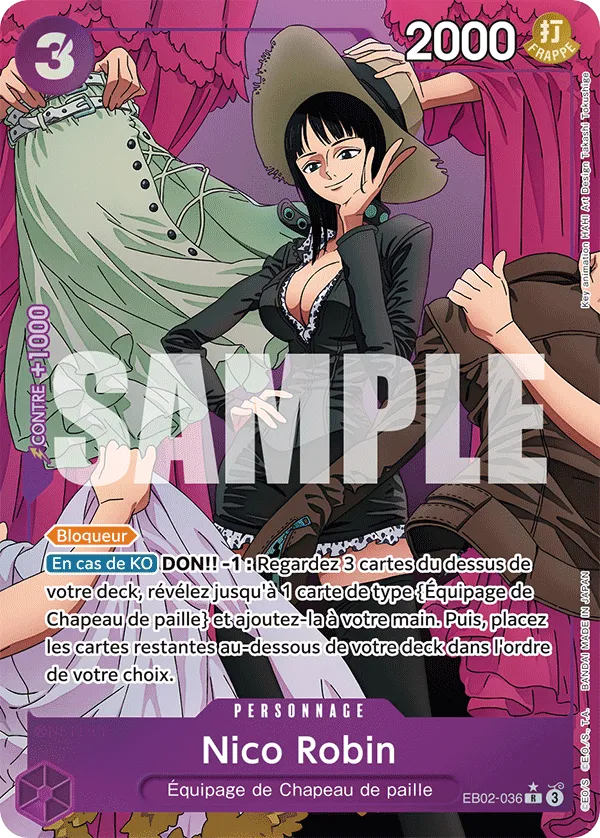 3
2000
打
FRAPPE
Key animation HAHI Art Design Takashi Tokushige
CONTRE +1000
SAMPLE
Bloqueur
En cas de KO DON!! -1 : Regardez 3 cartes du dessus de
votre deck, révélez jusqu'à 1 carte de type {Équipage de
Chapeau de paille} et ajoutez-la à votre main. Puis, placez
les cartes restantes au-dessous de votre deck dans l'ordre
de votre choix.
©E.O/S ©E.O./S., T.A. BANDAI MADE IN JAPAN
PERSONNAGE
Nico Robin
Équipage de Chapeau de paille
EB02-036 R 3